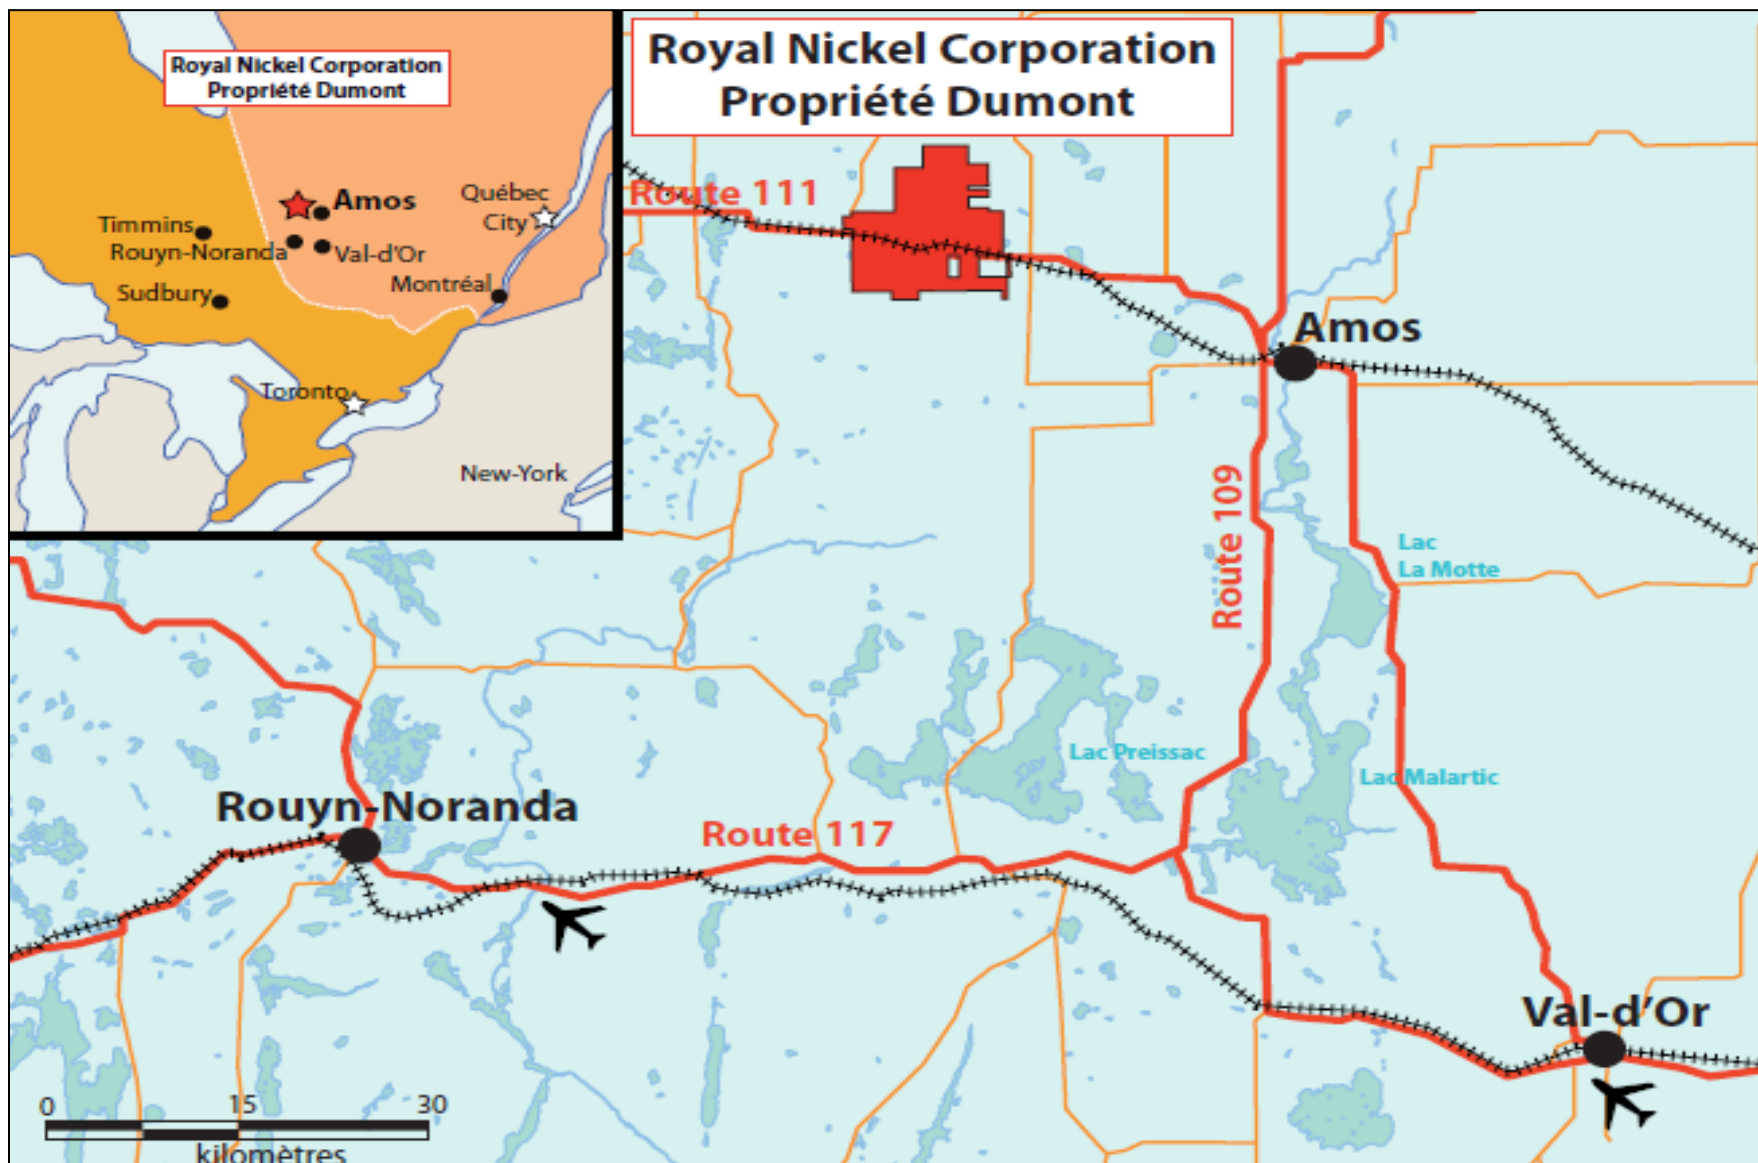 Royal Nickel Corporation
Propriété Dumont
Amos
Québec
City
Timmins
Rouyn-Noranda
Val-d'Or
Sudbury
Montréal
Toronto
New-York
Royal Nickel Corporation
Propriété Dumont
Route 111
Amos
Route 109
Lac
La Motte
Lac Preissac
Lac Malartic
Rouyn-Noranda
Route 117
Val-d'Or
0 15 30
kilomètres